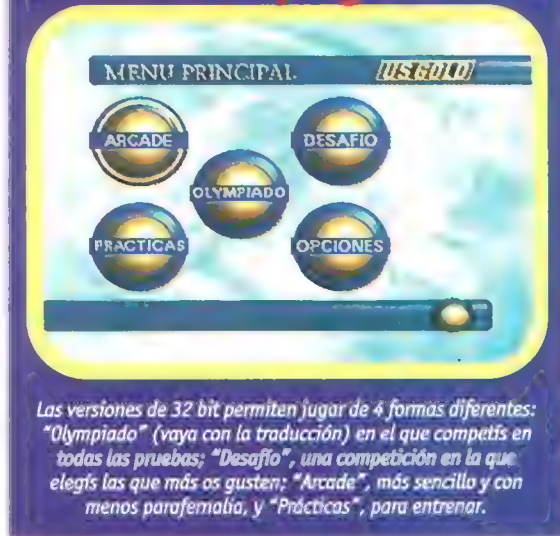 MENU PRINCIPAL
US GOLD
ARCADE
DESAFIO
OLYMPIADO
PRACTICAS
OPCIONES
Las versiones de 32 bit permiten jugar de 4 formas diferentes:
"Olympiado" (vaya con la traducción) en el que competís en
todas las pruebas; "Desafío", una competición en la que
elegís las que más os gusten; "Arcade", más sencillo y con
menos parafernalia, y "Prácticas", para entrenar.